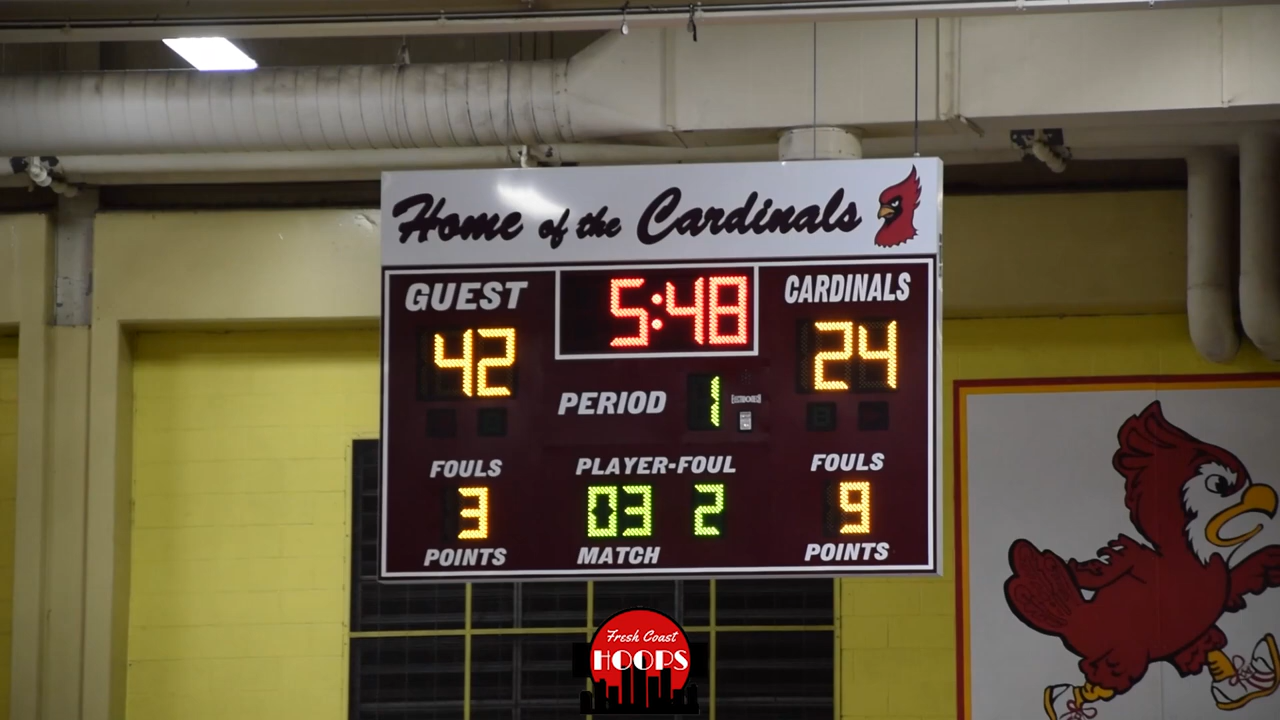 Home of the Cardinals
GUEST 5:48 CARDINALS
42 24
PERIOD 1
FOULS PLAYER-FOUL FOULS
3 03 2 9
POINTS MATCH POINTS
Fresh Coast
HOOPS